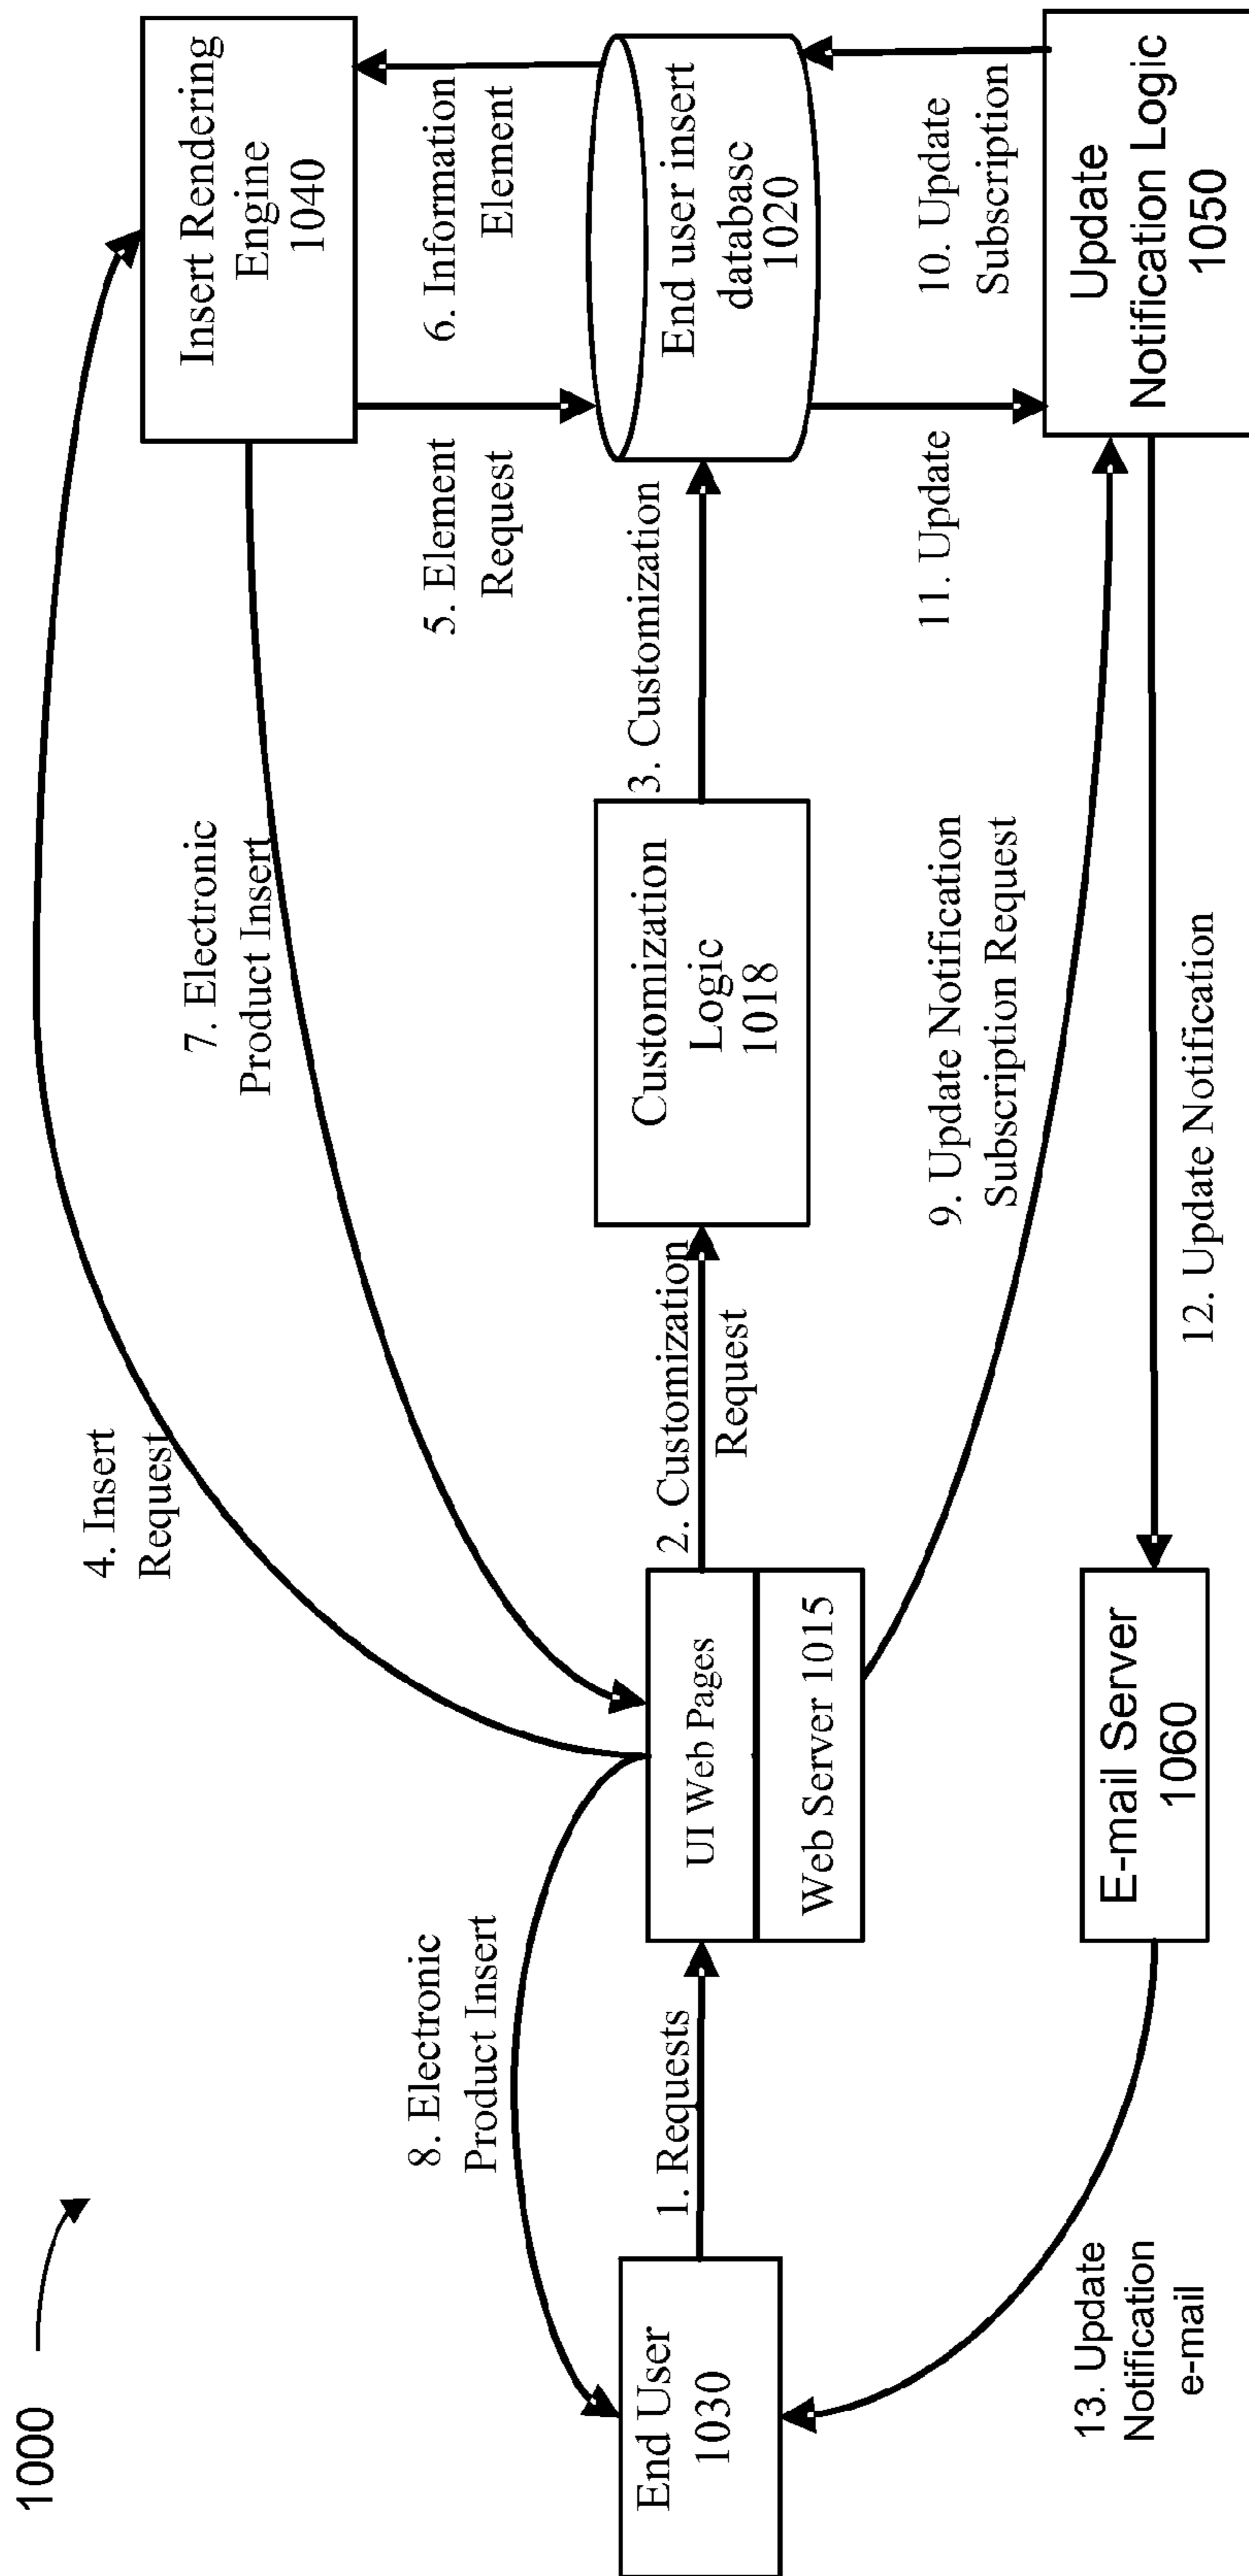 1000
4. Insert
Request
Insert Rendering
Engine
1040
7. Electronic
Product Insert
8. Electronic
Product Insert
5. Element
Request
6. Information
Element
End User
1030
1. Requests
UI Web Pages
Web Server 1015
2. Customization
Request
Customization
Logic
1018
3. Customization
End user insert
databasc
1020
9. Update Notification
Subscription Request
11. Update
10. Update
Subscription
13. Update
Notification
e-mail
E-mail Server
1060
12. Update Notification
Update
Notification Logic
1050